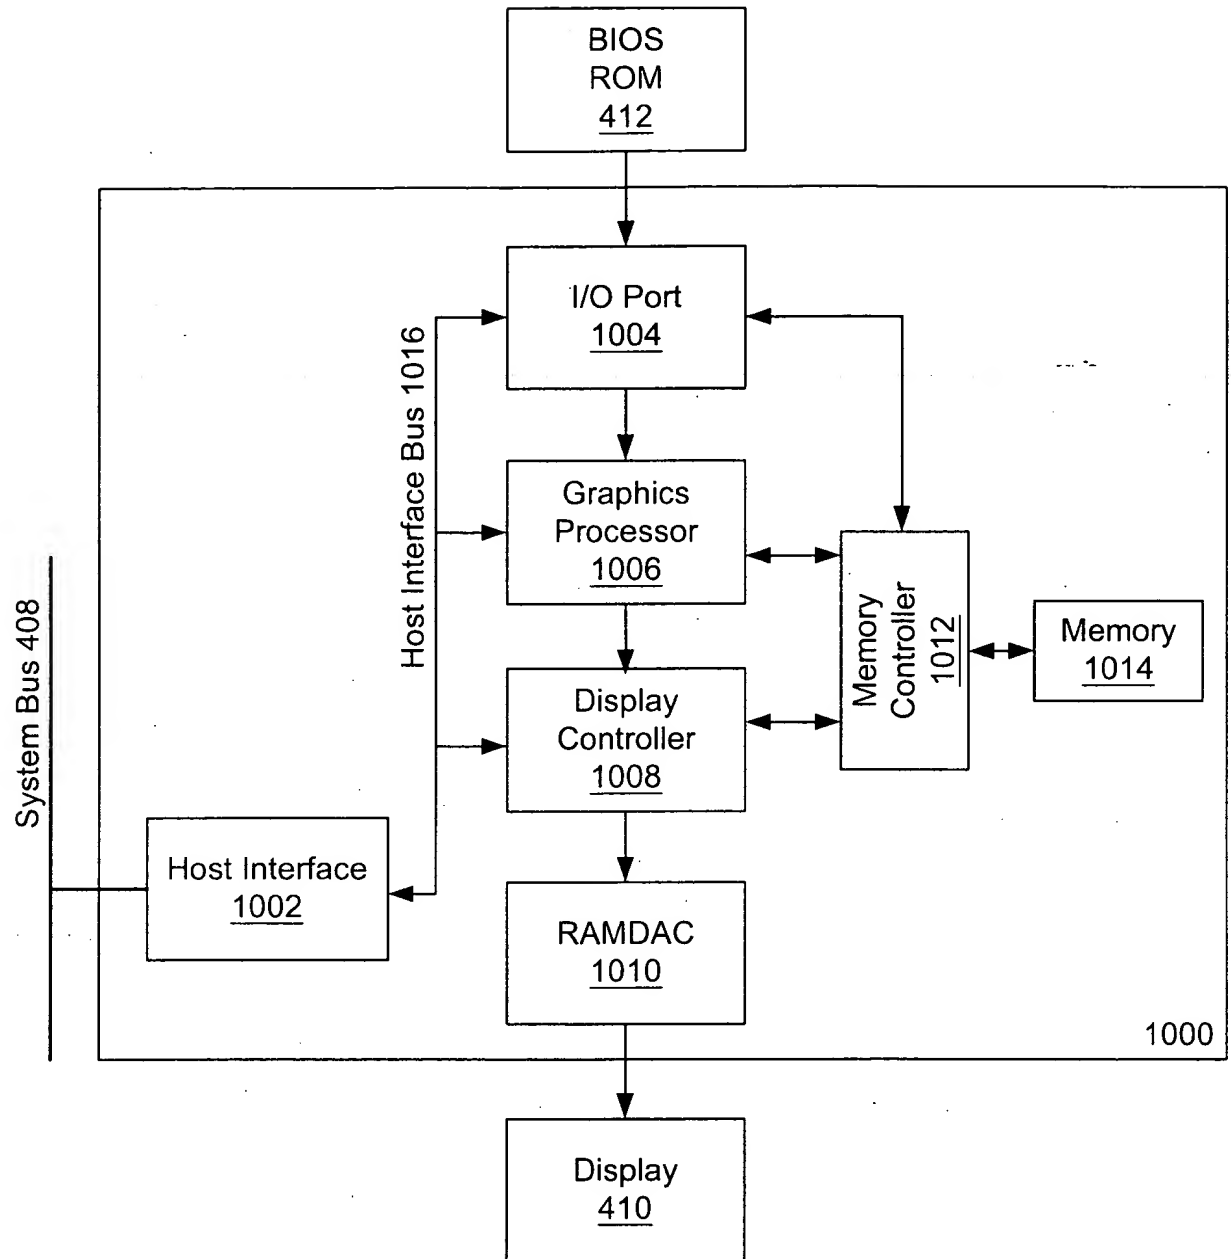 BIOS
ROM
412
I/O Port
1004
Host Interface Bus 1016
Graphics
Processor
1006
Memory
Controller
1012
Memory
1014
System Bus 408
Display
Controller
1008
Host Interface
1002
RAMDAC
1010
1000
Display
410